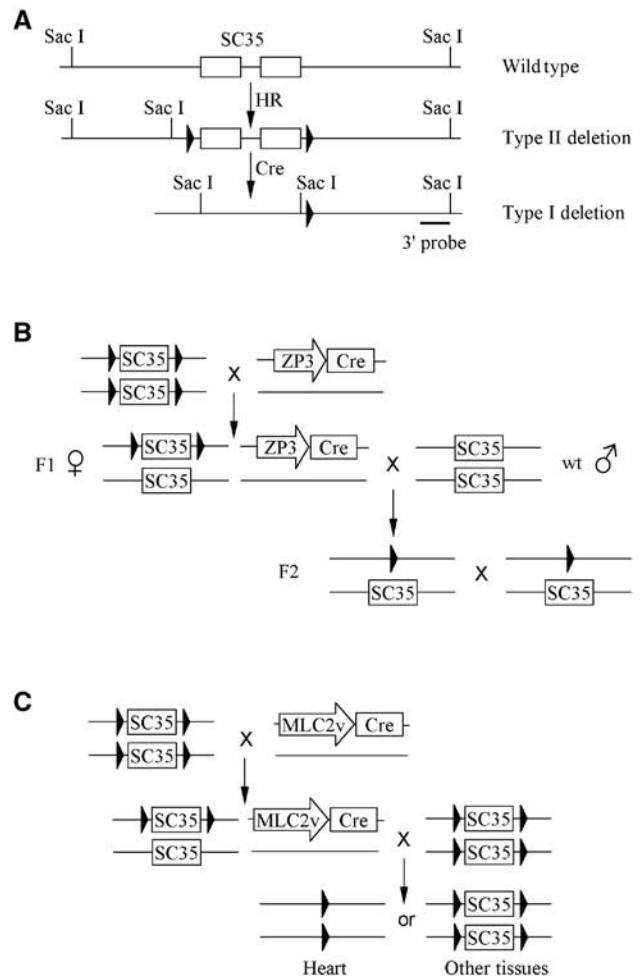 A
Sac I SC35 Sac I
Wild type
HR
Sac I Sac I Sac I
Type II deletion
Cre
Sac I Sac I Sac I
Type I deletion
3' probe
B
SC35 X ZP3 Cre
SC35
F1 ♀ SC35 ZP3 Cre X SC35 wt ♂
SC35 SC35
F2 X
SC35 SC35
C
SC35 X MLC2v Cre
SC35
SC35 MLC2v Cre X SC35
SC35 SC35
or SC35
SC35
Heart Other tissues